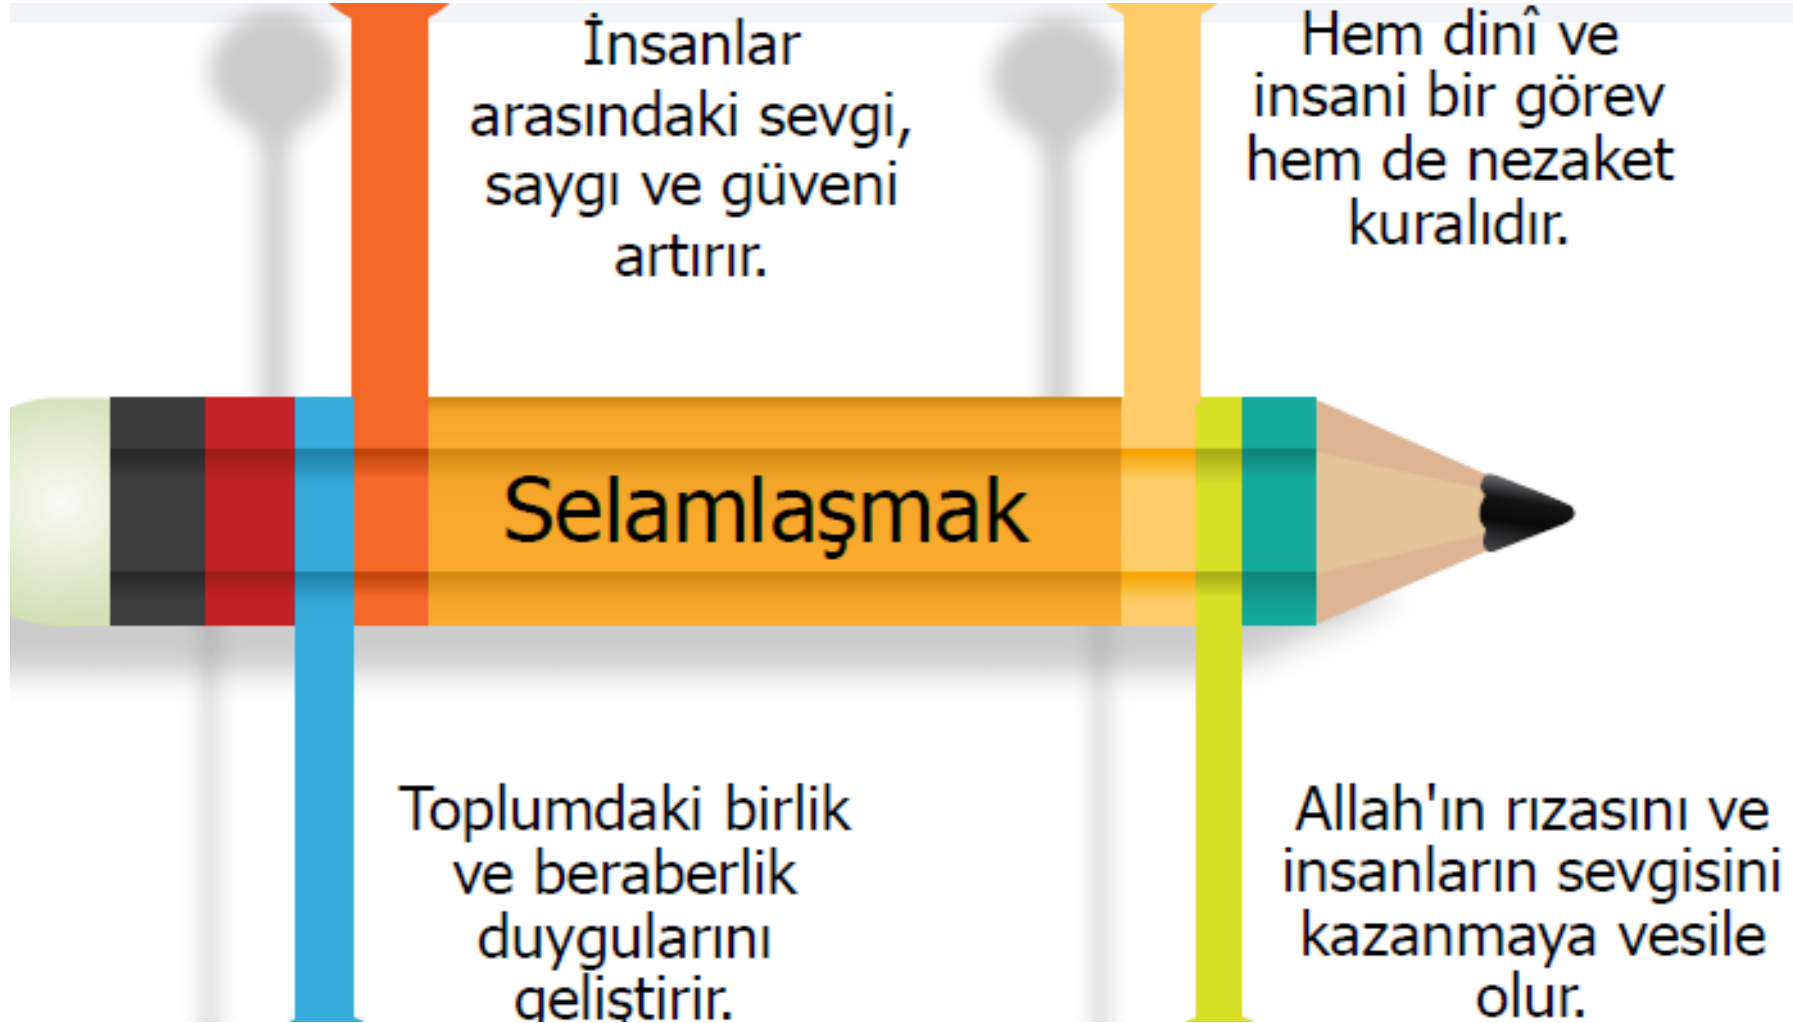 İnsanlar
arasındaki sevgi,
saygı ve güveni
artırır.
Hem dinî ve
insani bir görev
hem de nezaket
kuralıdır.
Selamlaşmak
Toplumdaki birlik
ve beraberlik
duygularını
geliştirir.
Allah'ın rızasını ve
insanların sevgisini
kazanmaya vesile
olur.